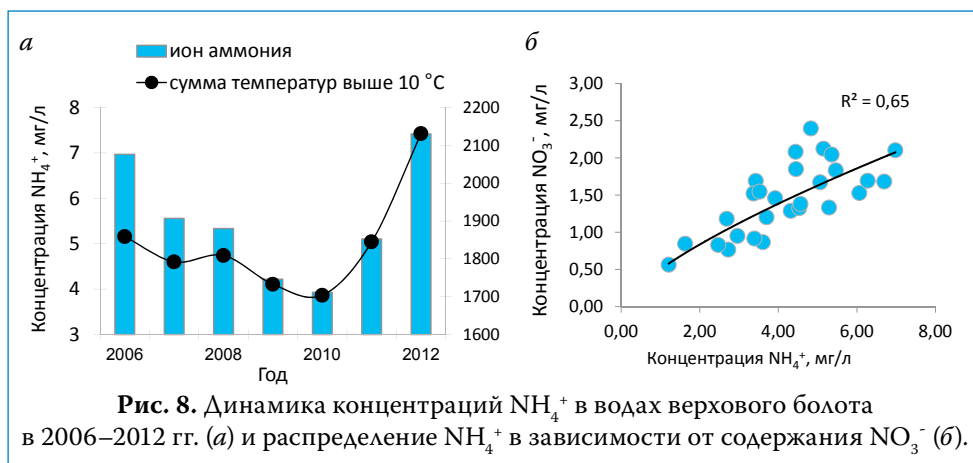 а
ион аммония
сумма температур выше 10 °C
Концентрация NH₄⁺, мг/л
8
7
6
5
4
3
2200
2100
2000
1900
1800
1700
1600
2006
2008
2010
2012
Год
б
Концентрация NO₃⁻, мг/л
3,00
2,50
2,00
1,50
1,00
0,50
0,00
R² = 0,65
0,00
2,00
4,00
6,00
8,00
Концентрация NH₄⁺, мг/л
Рис. 8. Динамика концентраций NH₄⁺ в водах верхового болота
в 2006–2012 гг. (а) и распределение NH₄⁺ в зависимости от содержания NO₃⁻ (б).